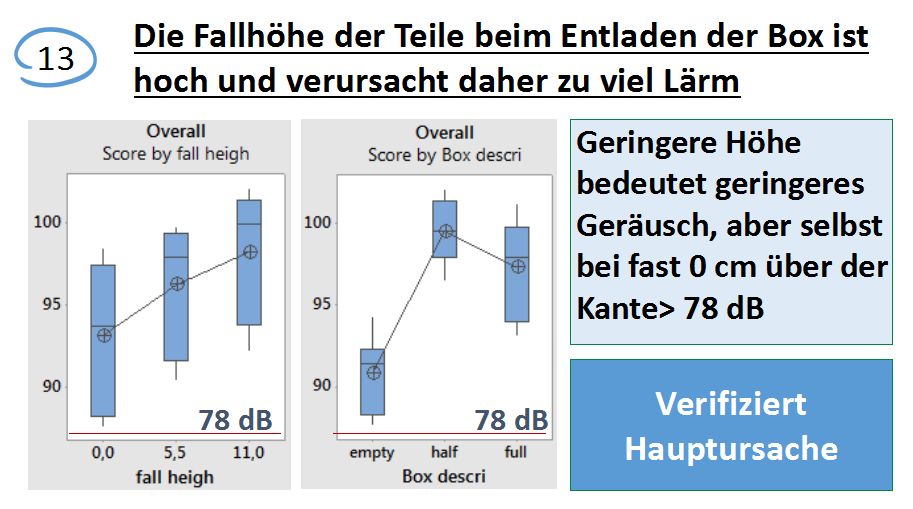 13
Die Fallhöhe der Teile beim Entladen der Box ist
hoch und verursacht daher zu viel Lärm
Overall
Score by fall heigh
100
95
90
78 dB
0,0 5,5 11,0
fall heigh
Overall
Score by Box descri
100
95
90
78 dB
empty half full
Box descri
Geringere Höhe
bedeutet geringeres
Geräusch, aber selbst
bei fast 0 cm über der
Kante> 78 dB
Verifiziert
Hauptursache